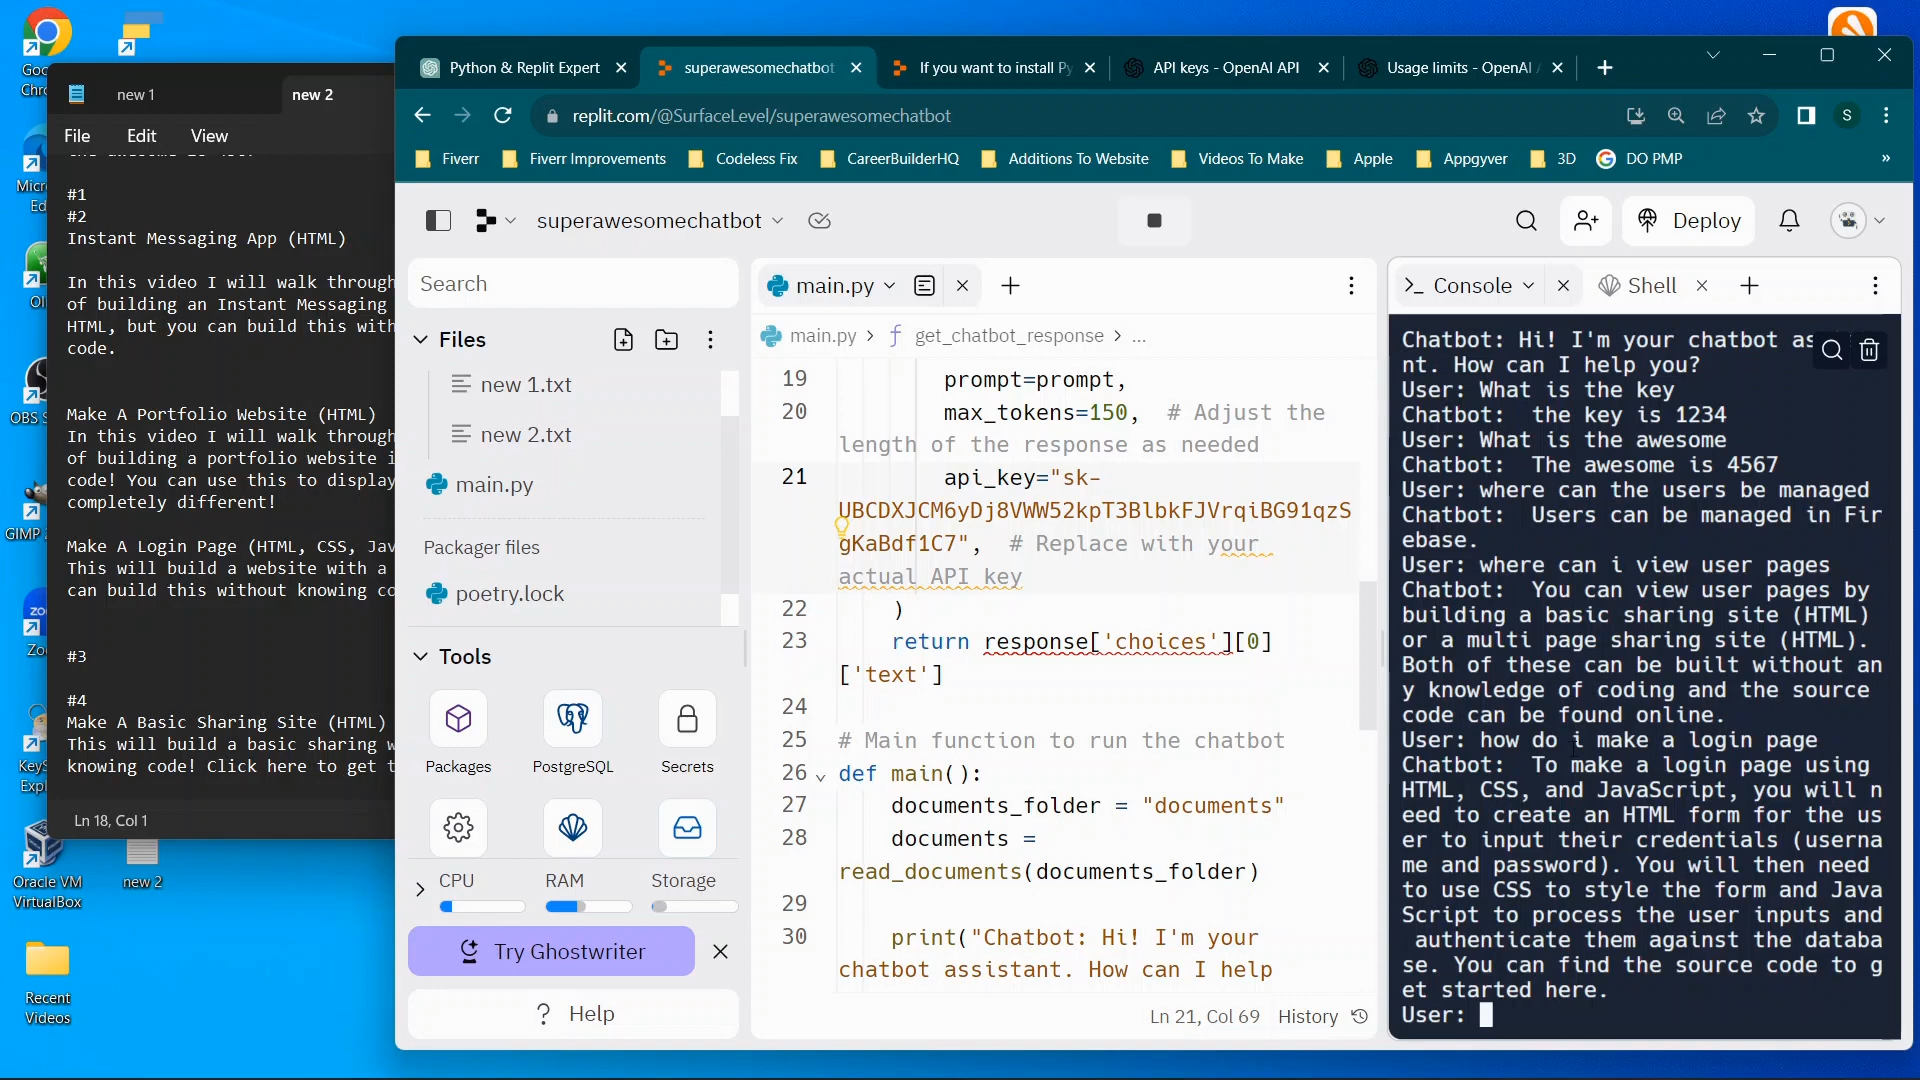 Python & Replit Expert
superawesomechatbot
If you want to install Py
API keys - OpenAI API
Usage limits - OpenAI A
replit.com/@SurfaceLevel/superawesomechatbot
S
Fiverr
Fiverr Improvements
Codeless Fix
CareerBuilderHQ
Additions To Website
Videos To Make
Apple
Appgyver
3D
DO PMP
»
new 1
new 2
File
Edit
View
#1
#2
Instant Messaging App (HTML)
In this video I will walk through
of building an Instant Messaging
HTML, but you can build this with
code.
Make A Portfolio Website (HTML)
In this video I will walk through
of building a portfolio website i
code! You can use this to display
completely different!
Make A Login Page (HTML, CSS, Jav
This will build a website with a
can build this without knowing co
#3
#4
Make A Basic Sharing Site (HTML)
This will build a basic sharing w
knowing code! Click here to get t
Ln 18, Col 1
Goo
Chr
Micr
Ed
OBS S
GIMP 2
Zoo
KeyS
Expl
Oracle VM
VirtualBox
new 2
Recent
Videos
superawesomechatbot
Deploy
Search
Files
new 1.txt
new 2.txt
main.py
Packager files
poetry.lock
Tools
Packages
PostgreSQL
Secrets
CPU
RAM
Storage
Try Ghostwriter
? Help
main.py
main.py > get_chatbot_response > ...
19 prompt=prompt,
20 max_tokens=150, # Adjust the
length of the response as needed
21 api_key="sk-
UBCDXJCM6yDj8VWW52kpT3BlbkFJVrqiBG91qzS
gKaBdf1C7", # Replace with your
actual API key
22 )
23 return response['choices'][0]
['text']
24
25 # Main function to run the chatbot
26 def main():
27 documents_folder = "documents"
28 documents =
read_documents(documents_folder)
29
30 print("Chatbot: Hi! I'm your
chatbot assistant. How can I help
Ln 21, Col 69
History
Console
Shell
Chatbot: Hi! I'm your chatbot as
nt. How can I help you?
User: What is the key
Chatbot:  the key is 1234
User: What is the awesome
Chatbot:  The awesome is 4567
User: where can the users be managed
Chatbot:  Users can be managed in Fir
ebase.
User: where can i view user pages
Chatbot:  You can view user pages by
building a basic sharing site (HTML)
or a multi page sharing site (HTML).
Both of these can be built without an
y knowledge of coding and the source
code can be found online.
User: how do i make a login page
Chatbot:  To make a login page using
HTML, CSS, and JavaScript, you will n
eed to create an HTML form for the us
er to input their credentials (userna
me and password). You will then need
to use CSS to style the form and Java
Script to process the user inputs and
 authenticate them against the databa
se. You can find the source code to g
et started here.
User: